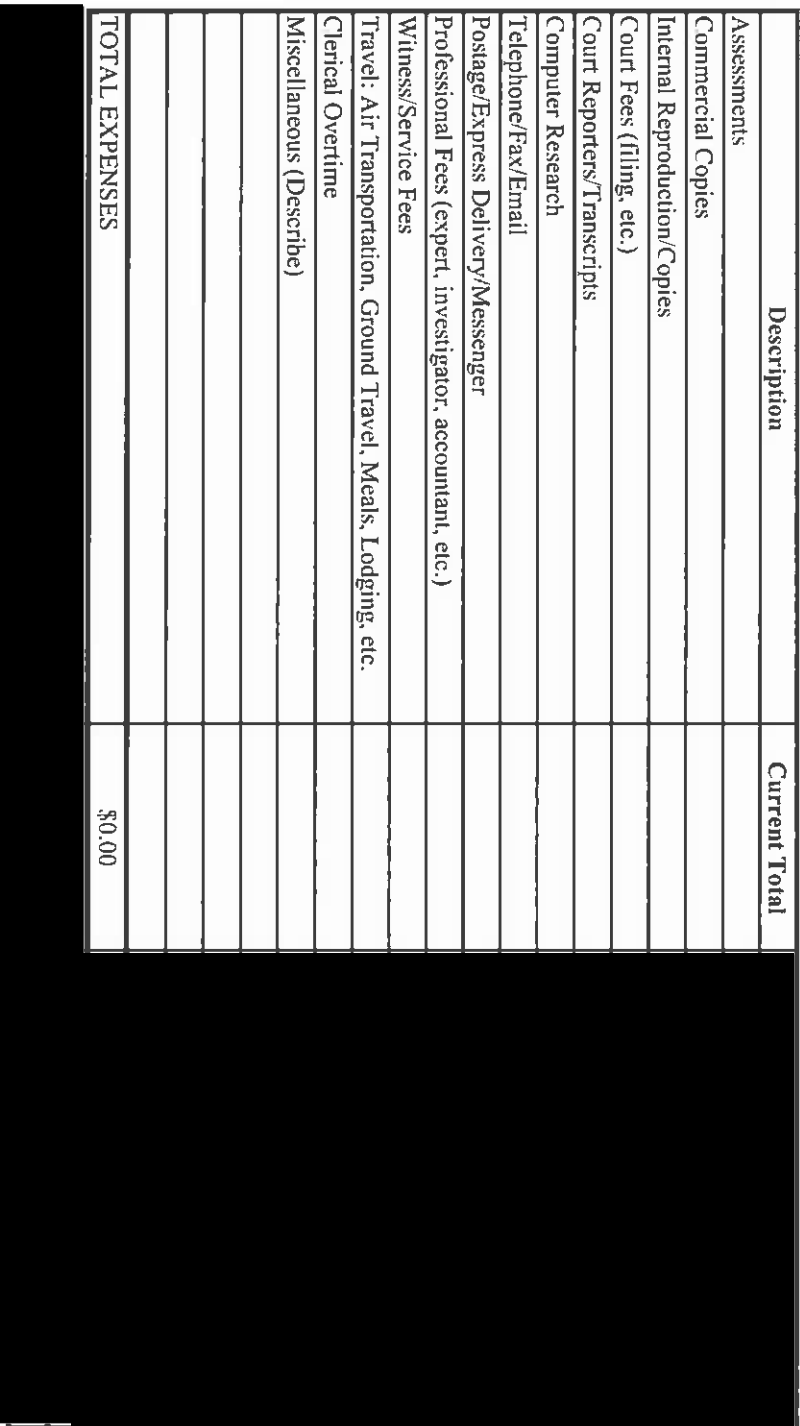 Description Current Total
Assessments
Commercial Copies
Internal Reproduction/Copies
Court Fees (filing, etc.)
Court Reporters/Transcripts
Computer Research
Telephone/Fax/Email
Postage/Express Delivery/Messenger
Professional Fees (expert, investigator, accountant, etc.)
Witness/Service Fees
Travel: Air Transportation, Ground Travel, Meals, Lodging, etc.
Clerical Overtime
Miscellaneous (Describe)
TOTAL EXPENSES $0.00